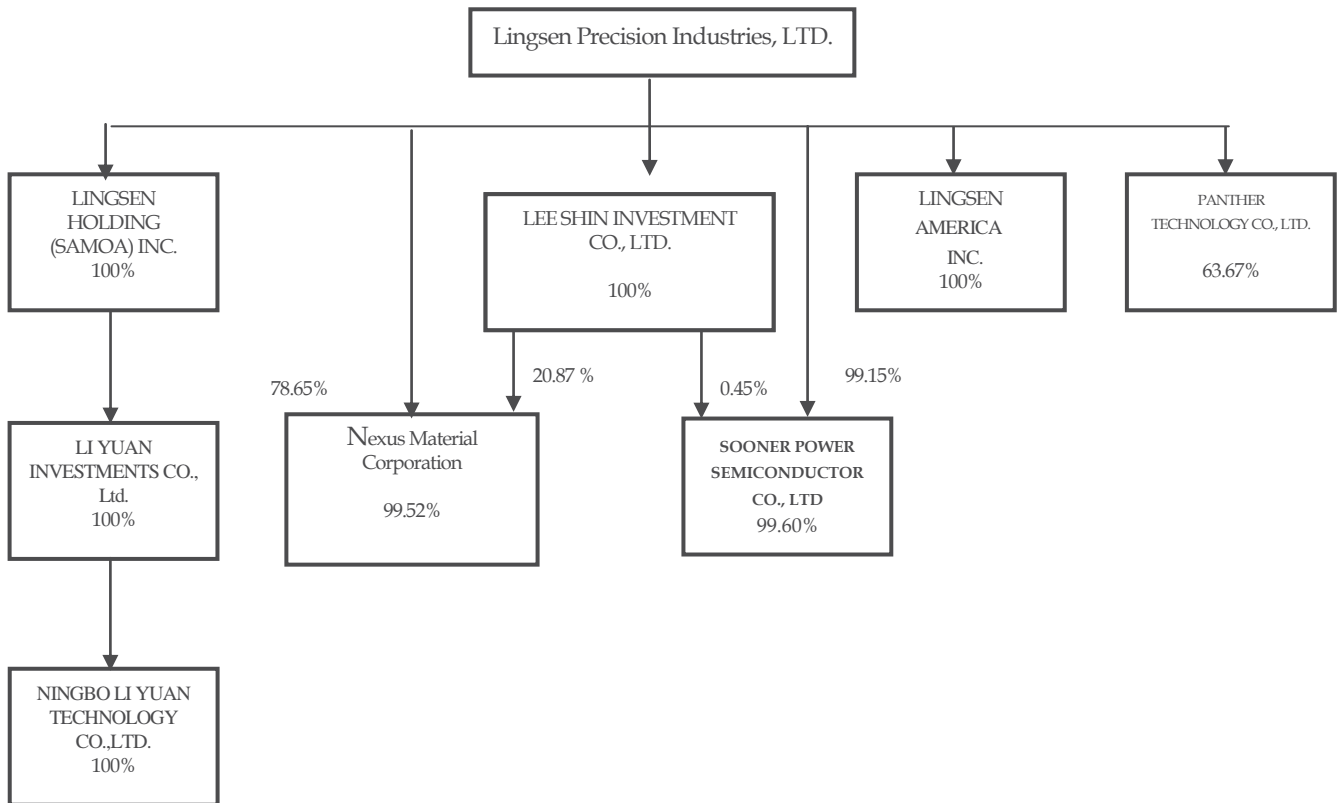 Lingsen Precision Industries, LTD.
LINGSEN
HOLDING
(SAMOA) INC.
100%
LEE SHIN INVESTMENT
CO., LTD.
100%
LINGSEN
AMERICA
INC.
100%
PANTHER
TECHNOLOGY CO., LTD.
63.67%
78.65%
20.87 %
0.45%
99.15%
LI YUAN
INVESTMENTS CO.,
Ltd.
100%
Nexus Material
Corporation
99.52%
SOONER POWER
SEMICONDUCTOR
CO., LTD
99.60%
NINGBO LI YUAN
TECHNOLOGY
CO.,LTD.
100%